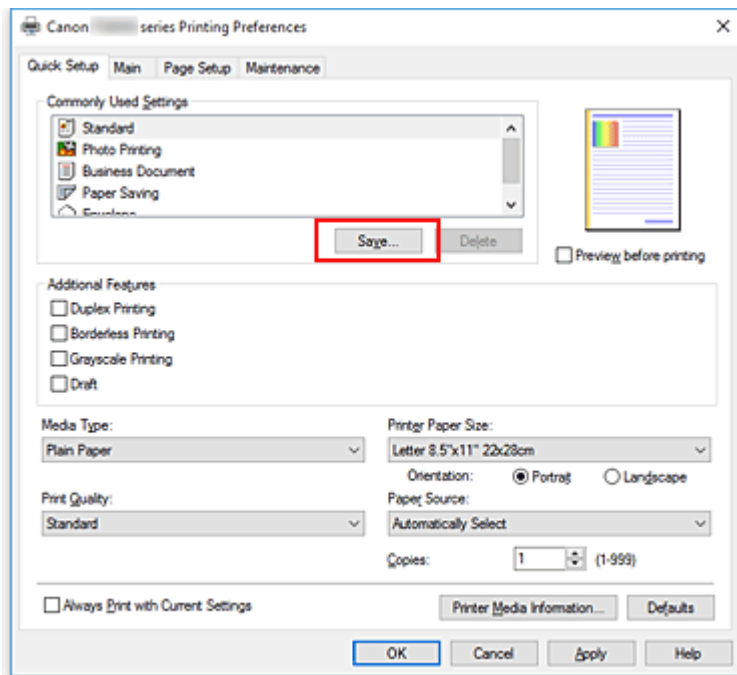 Canon series Printing Preferences
Quick Setup Main Page Setup Maintenance
Commonly Used Settings
Standard
Photo Printing
Business Document
Paper Saving
Envelope
Save... Delete
Preview before printing
Additional Features
Duplex Printing
Borderless Printing
Grayscale Printing
Draft
Media Type:
Plain Paper
Printer Paper Size:
Letter 8.5"x11" 22x28cm
Orientation: Portrait Landscape
Print Quality:
Standard
Paper Source:
Automatically Select
Copies: 1 (1-999)
Always Print with Current Settings
Printer Media Information... Defaults
OK Cancel Apply Help